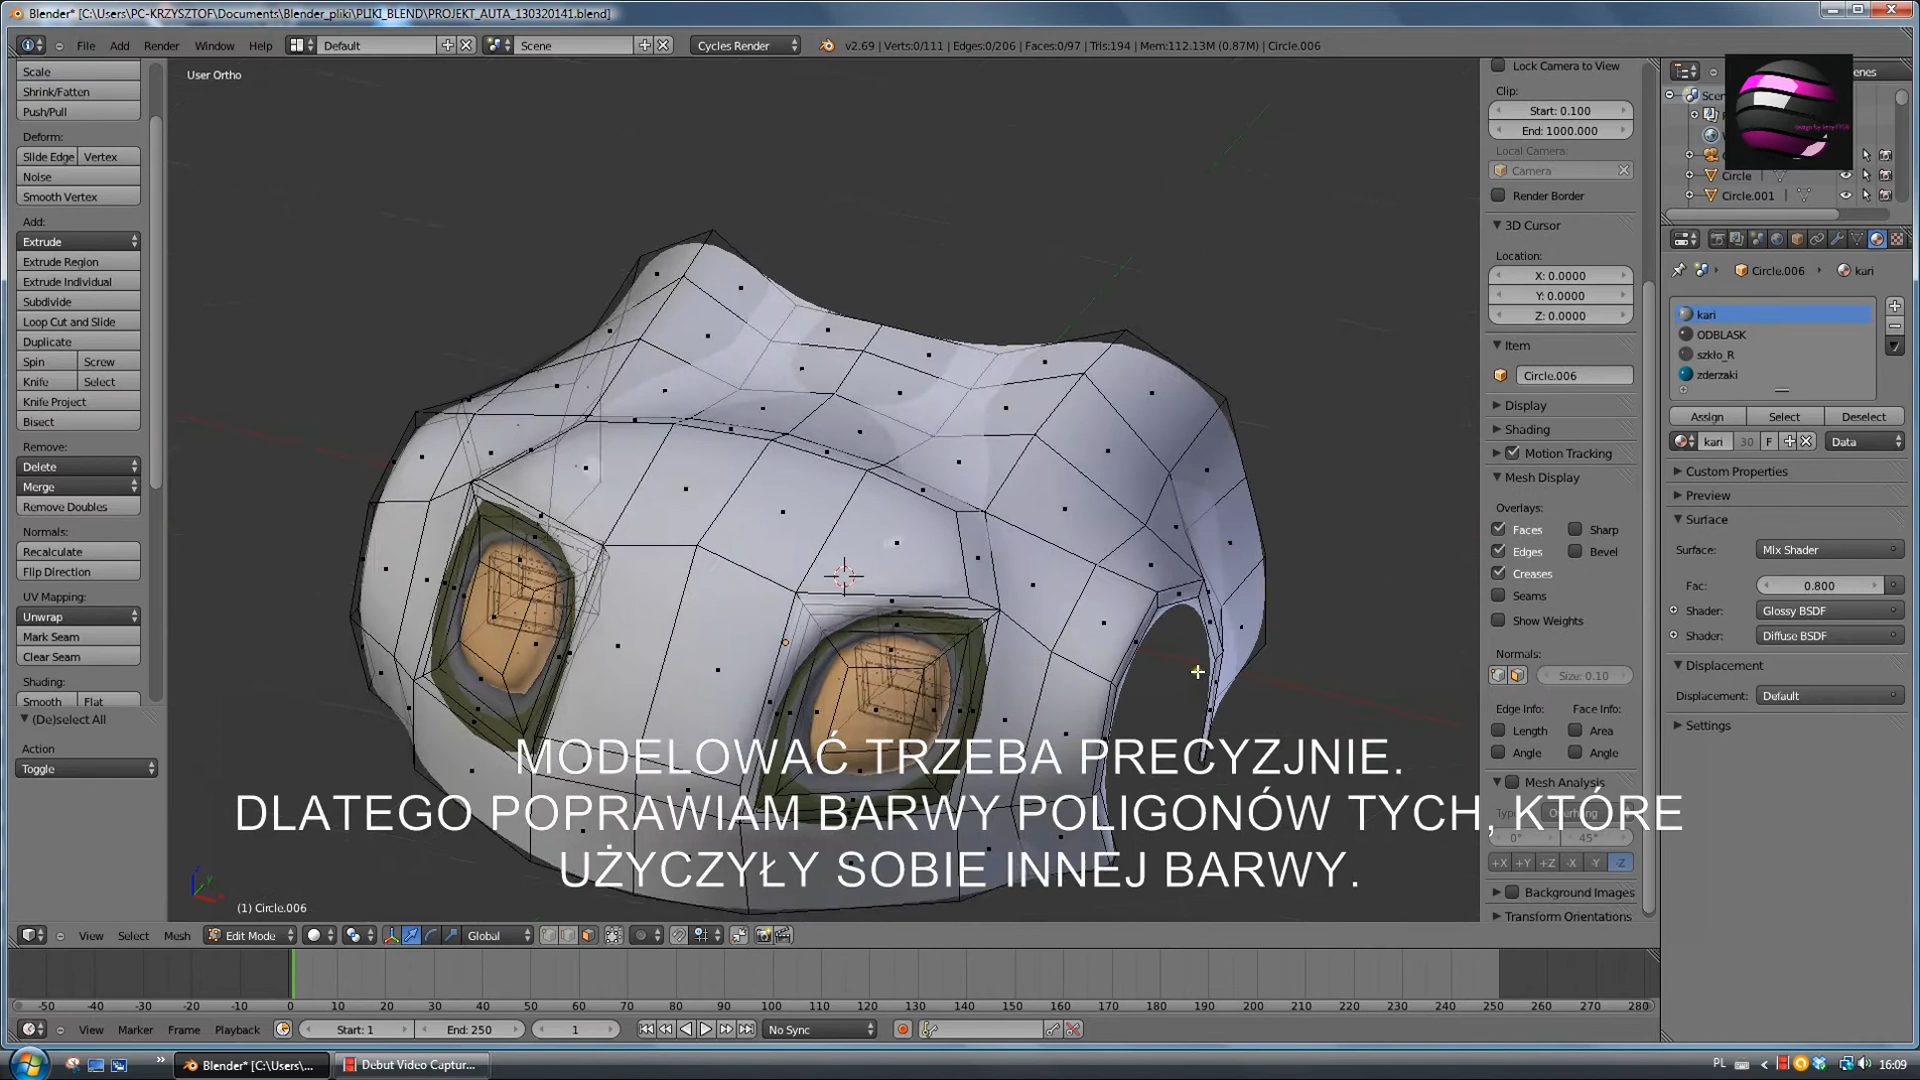 Blender* [C:\Users\PC-KRZYSZTOF\Documents\Blender_pliki\PLIKI_BLEND\PROJEKT_AUTA_130320141.blend]
File Add Render Window Help Default Scene Cycles Render v2.69 | Verts:0/111 | Edges:0/206 | Faces:0/97 | Tris:194 | Mem:112.13M (0.87M) | Circle.006
Scale
Shrink/Fatten
Push/Pull
Deform:
Slide Edge Vertex
Noise
Smooth Vertex
Add:
Extrude
Extrude Region
Extrude Individual
Subdivide
Loop Cut and Slide
Duplicate
Spin Screw
Knife Select
Knife Project
Bisect
Remove:
Delete
Merge
Remove Doubles
Normals:
Recalculate
Flip Direction
UV Mapping:
Unwrap
Mark Seam
Clear Seam
Shading:
Smooth Flat
(De)select All
Action
Toggle
User Ortho
MODELOWAĆ TRZEBA PRECYZJNIE.
DLATEGO POPRAWIAM BARWY POLIGONÓW TYCH, KTÓRE
UŻYCZYŁY SOBIE INNEJ BARWY.
(1) Circle.006
Lock Camera to View
Clip:
Start: 0.100
End: 1000.000
Local Camera:
Camera
Render Border
3D Cursor
Location:
X: 0.0000
Y: 0.0000
Z: 0.0000
Item
Circle.006
Display
Shading
Motion Tracking
Mesh Display
Overlays:
Faces Sharp
Edges Bevel
Creases
Seams
Show Weights
Normals:
Size: 0.10
Edge Info: Face Info:
Length Area
Angle Angle
Mesh Analysis
Overhang
0° 45°
+X +Y +Z -X -Y -Z
Background Images
Transform Orientations
Circle
Circle.001
Circle.006 kari
kari
ODBLASK
szkło_R
zderzaki
Assign Select Deselect
kari 30 F Data
Custom Properties
Preview
Surface
Surface: Mix Shader
Fac: 0.800
Shader: Glossy BSDF
Shader: Diffuse BSDF
Displacement
Displacement: Default
Settings
View Select Mesh Edit Mode Global
-50 -40 -30 -20 -10 0 10 20 30 40 50 60 70 80 90 100 110 120 130 140 150 160 170 180 190 200 210 220 230 240 250 260 270 280
View Marker Frame Playback Start: 1 End: 250 1 No Sync
Blender* [C:\Users\... Debut Video Captur... PL 16:09